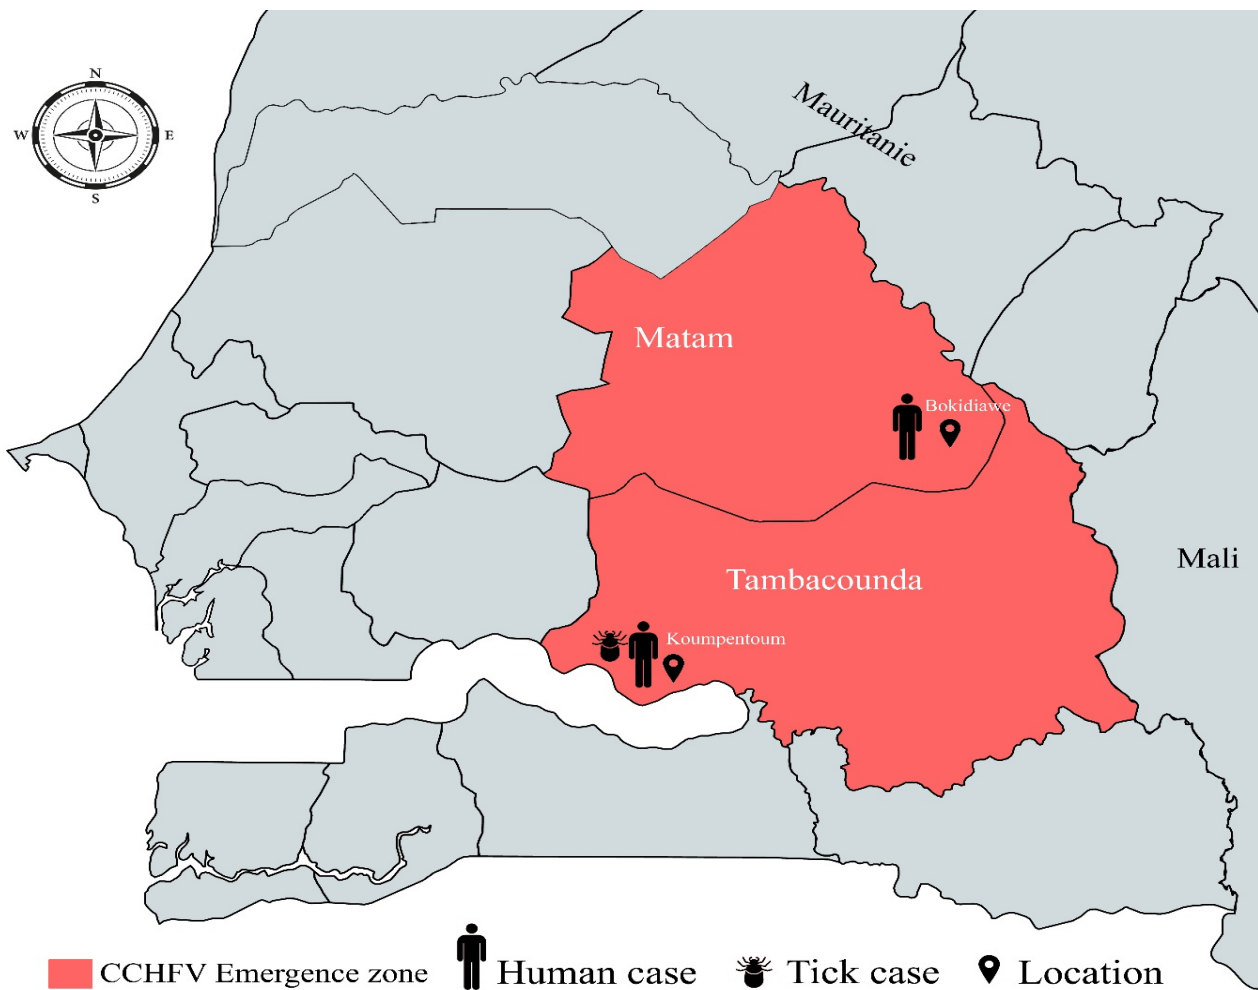 N
W E
S
Mauritanie
Matam
Bokidiawe
Mali
Tambacounda
Koumpentoum
CCHFV Emergence zone Human case Tick case Location